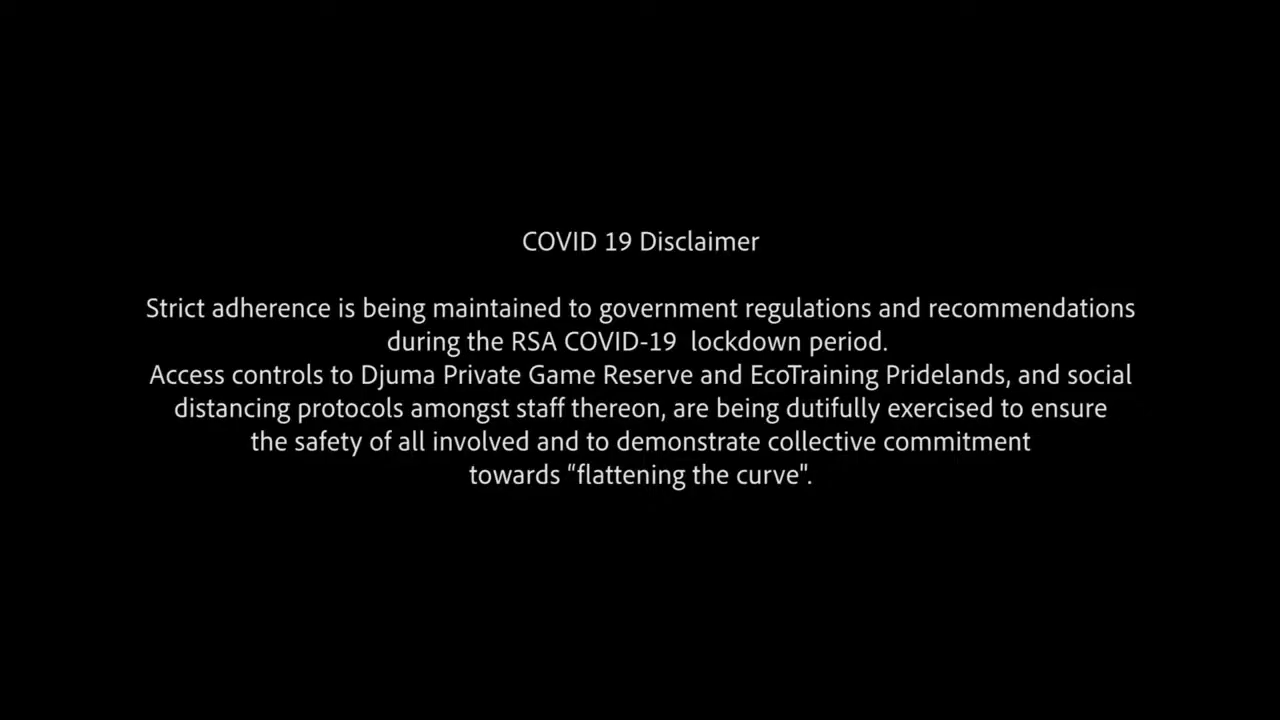 COVID 19 Disclaimer
Strict adherence is being maintained to government regulations and recommendations
during the RSA COVID-19  lockdown period.
Access controls to Djuma Private Game Reserve and EcoTraining Pridelands, and social
distancing protocols amongst staff thereon, are being dutifully exercised to ensure
the safety of all involved and to demonstrate collective commitment
towards “flattening the curve".